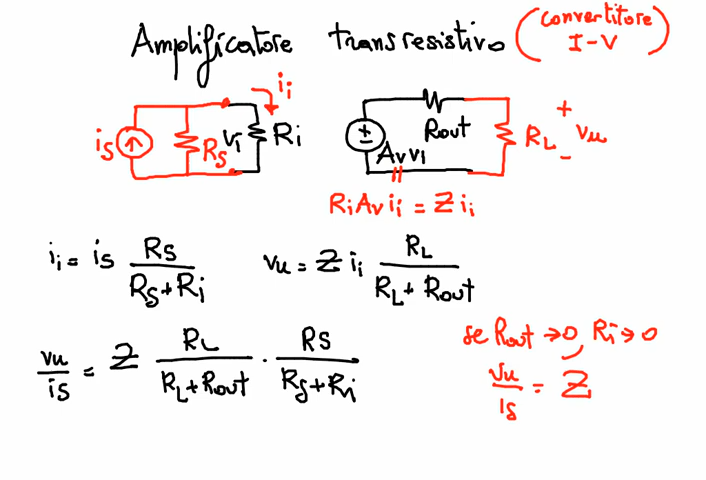 Amplificatore transresistivo (convertitore I-V)
is Rs vi ii Ri
± Avvi Rout RL + vu -
RiAvii = Z ii
ii = is RS / RS+Ri
vu = Z ii RL / RL+Rout
vu / is = Z RL / RL+Rout · RS / RS+Ri
se Rout →0, Ri →0
vu / is = Z